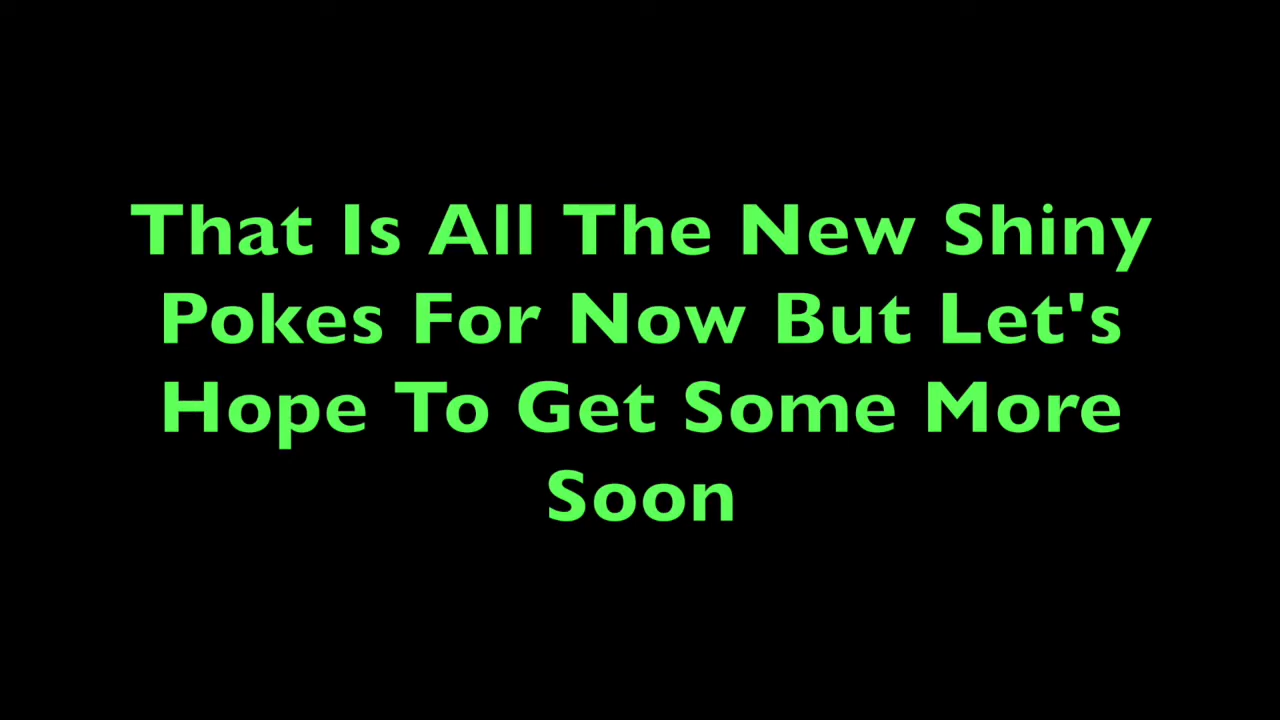 That Is All The New Shiny
Pokes For Now But Let's
Hope To Get Some More
Soon